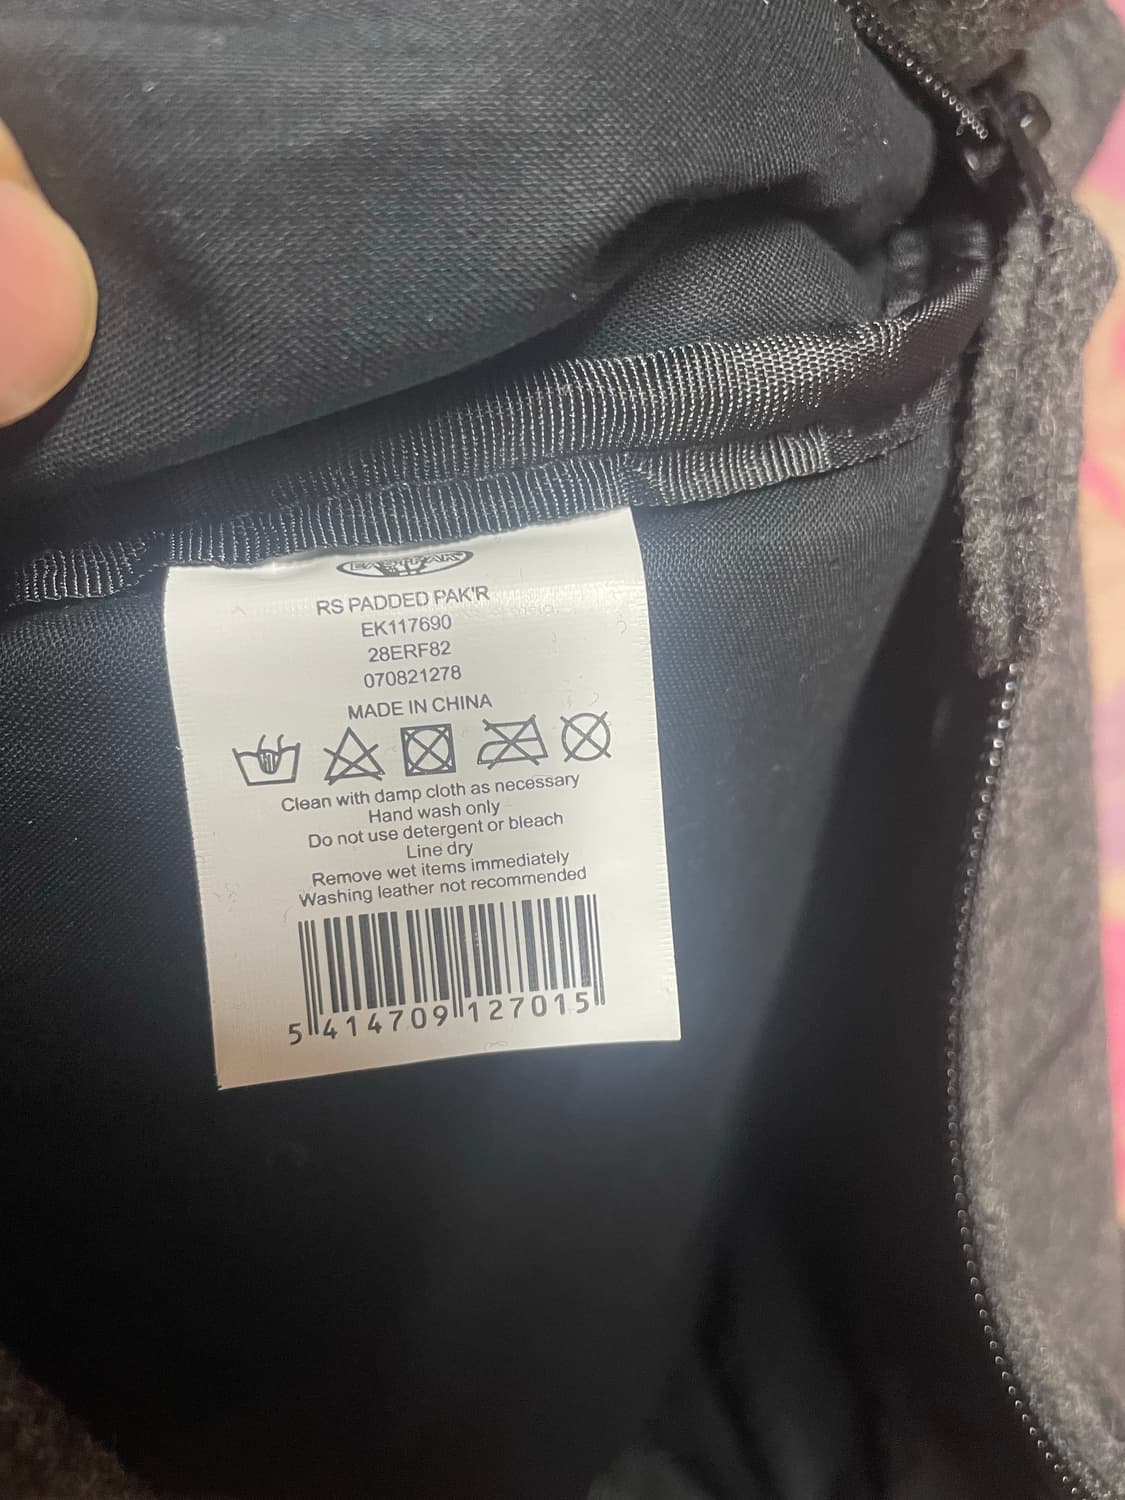 EASTPAK
RS PADDED PAK'R
EK117690
28ERF82
070821278
MADE IN CHINA
Clean with damp cloth as necessary
Hand wash only
Do not use detergent or bleach
Line dry
Remove wet items immediately
Washing leather not recommended
5 414709 127015